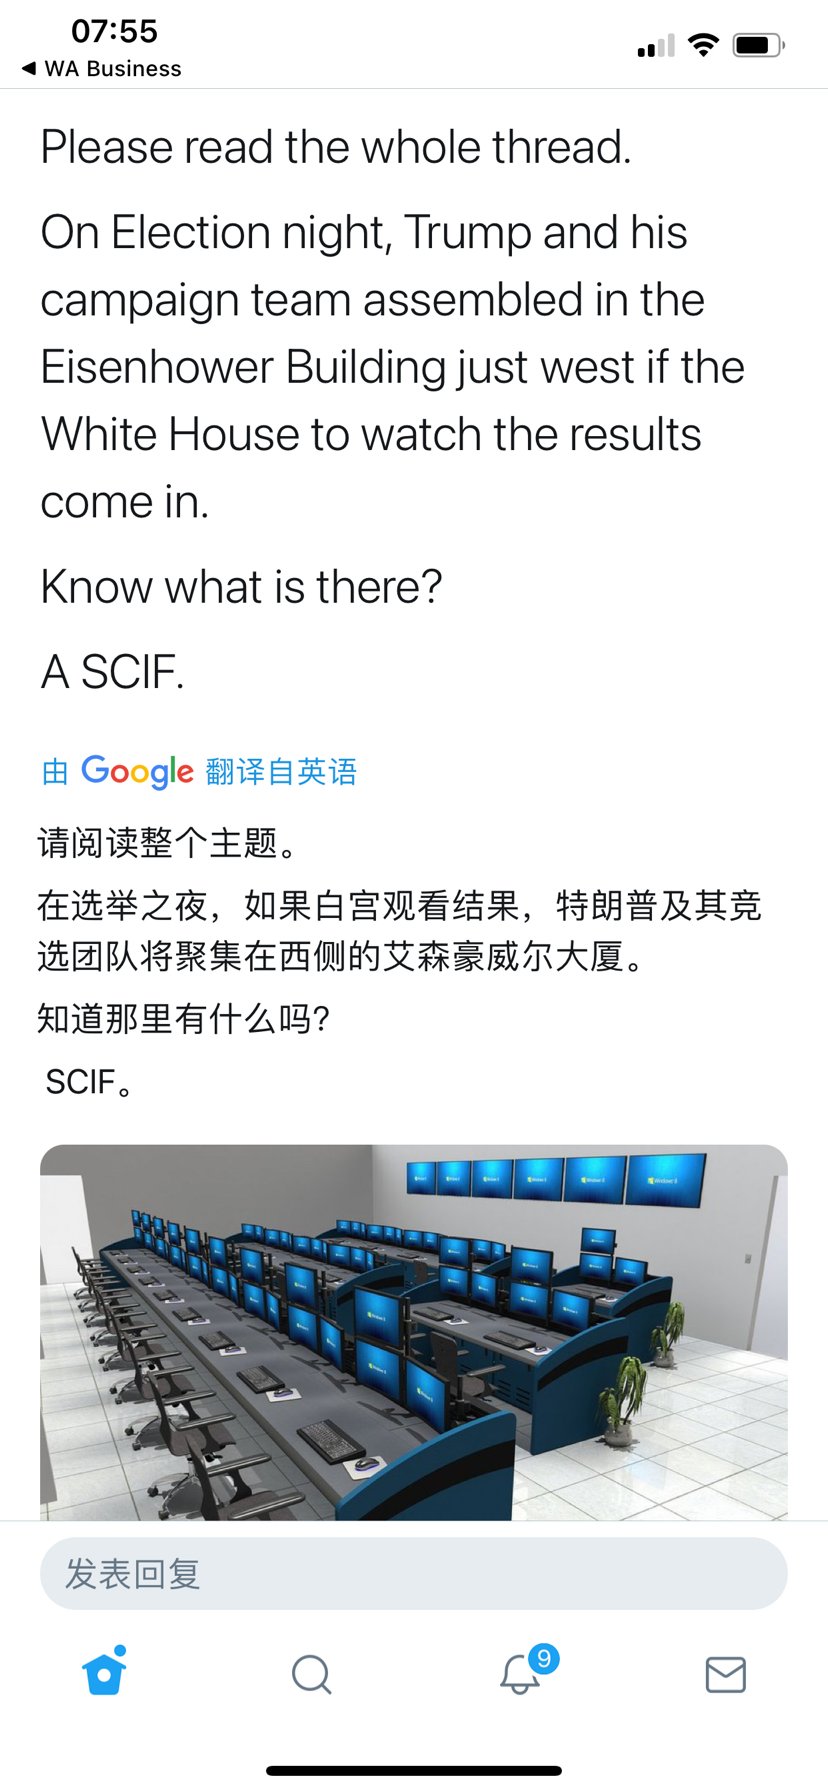 07:55
◀ WA Business
Please read the whole thread.
On Election night, Trump and his
campaign team assembled in the
Eisenhower Building just west if the
White House to watch the results
come in.
Know what is there?
A SCIF.
由 Google 翻译自英语
请阅读整个主题。
在选举之夜，如果白宫观看结果，特朗普及其竞
选团队将聚集在西侧的艾森豪威尔大厦。
知道那里有什么吗？
SCIF。
发表回复
9